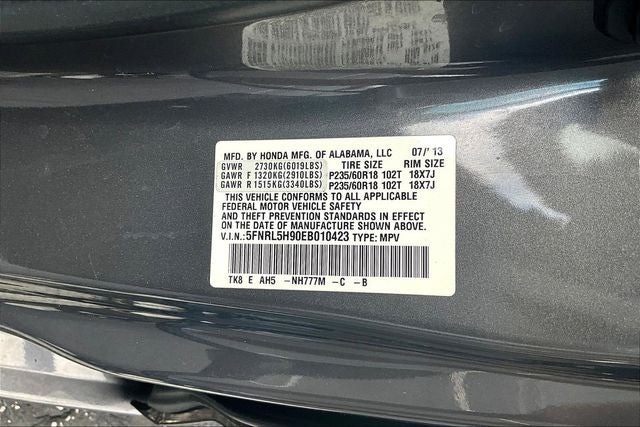 MFD. BY HONDA MFG. OF ALABAMA, LLC 07/'13
GVWR 2730KG(6019LBS) TIRE SIZE RIM SIZE
GAWR F 1320KG(2910LBS) P235/60R18 102T 18X7J
GAWR R 1515KG(3340LBS) P235/60R18 102T 18X7J
THIS VEHICLE CONFORMS TO ALL APPLICABLE
FEDERAL MOTOR VEHICLE SAFETY
AND THEFT PREVENTION STANDARDS IN EFFECT
ON THE DATE OF MANUFACTURE SHOWN ABOVE.
V.I.N.: 5FNRL5H90EB010423 TYPE: MPV
TK8 E AH5 -NH777M -C -B